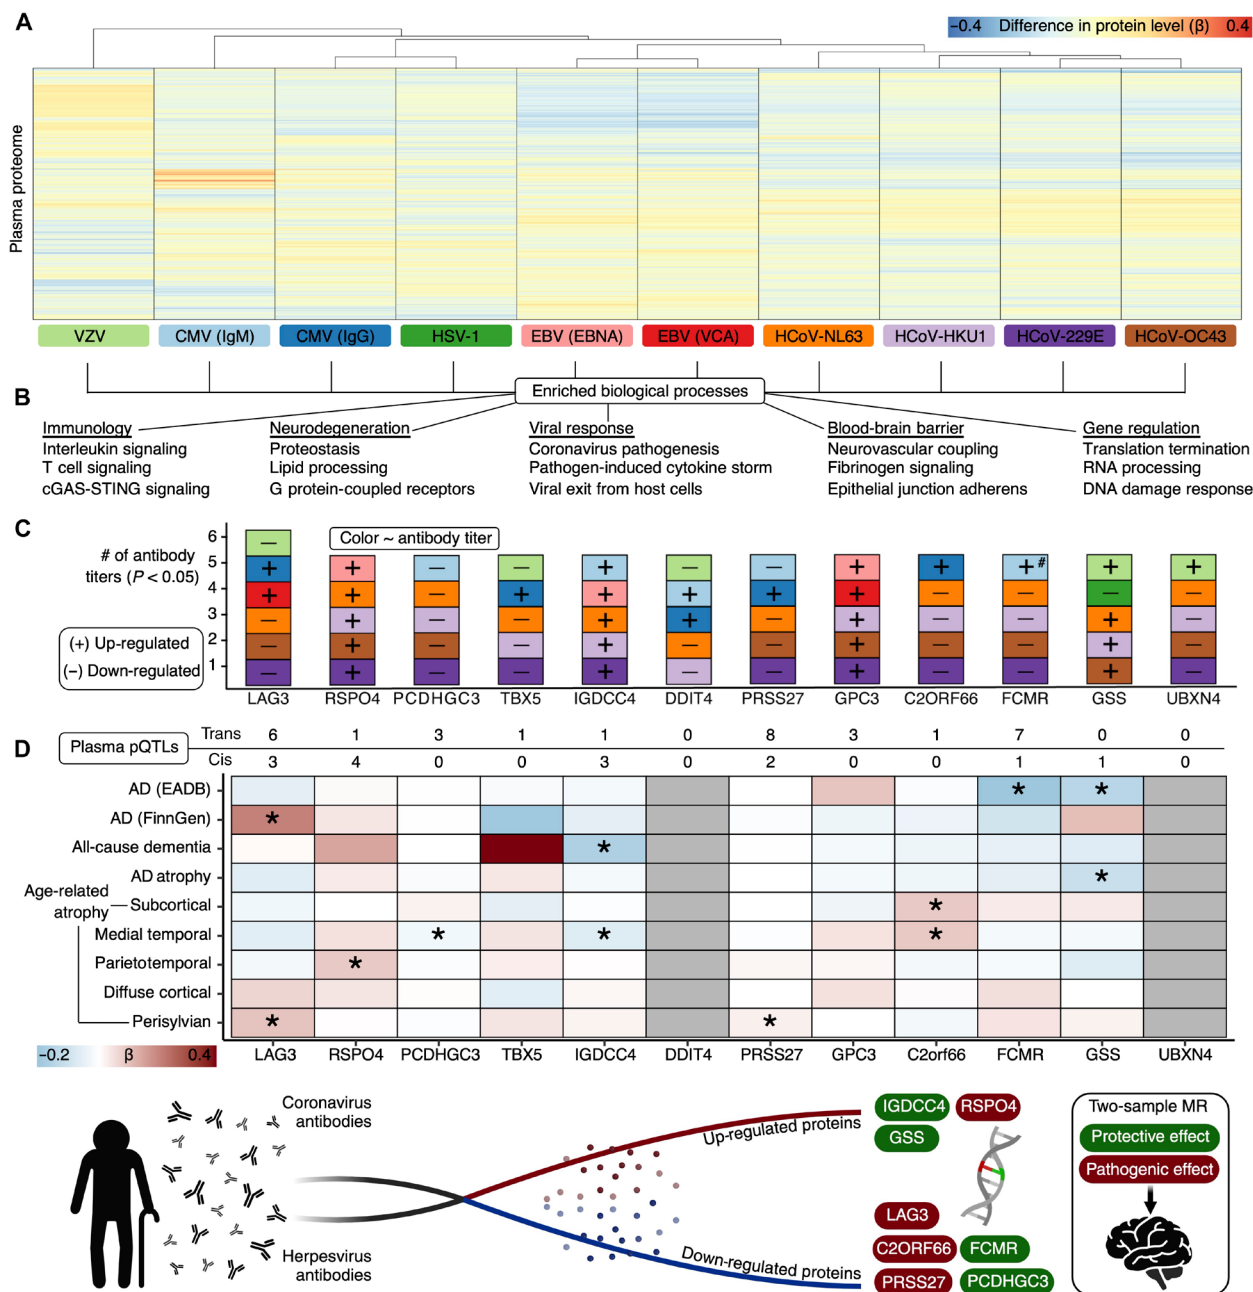 A
−0.4 Difference in protein level (β) 0.4
Plasma proteome
VZV CMV (IgM) CMV (IgG) HSV-1 EBV (EBNA) EBV (VCA) HCoV-NL63 HCoV-HKU1 HCoV-229E HCoV-OC43
B
Enriched biological processes
Immunology
Interleukin signaling
T cell signaling
cGAS-STING signaling
Neurodegeneration
Proteostasis
Lipid processing
G protein-coupled receptors
Viral response
Coronavirus pathogenesis
Pathogen-induced cytokine storm
Viral exit from host cells
Blood-brain barrier
Neurovascular coupling
Fibrinogen signaling
Epithelial junction adherens
Gene regulation
Translation termination
RNA processing
DNA damage response
C
# of antibody
titers (P < 0.05)
(+) Up-regulated
(−) Down-regulated
6
5
4
3
2
1
Color ~ antibody titer
−
+ + − − + − − + + +# + +
+ + − + + + + + − − − −
− + − − + + − + − − + −
− + − − + − − + − − + −
− + − − + − − + − − + −
LAG3 RSPO4 PCDHGC3 TBX5 IGDCC4 DDIT4 PRSS27 GPC3 C2ORF66 FCMR GSS UBXN4
D
Plasma pQTLs
Trans 6 1 3 1 1 0 8 3 1 7 0 0
Cis 3 4 0 0 3 0 2 0 0 1 1 0
AD (EADB) * *
AD (FinnGen) *
All-cause dementia *
AD atrophy *
Age-related
atrophy
Subcortical *
Medial temporal * * *
Parietotemporal *
Diffuse cortical
Perisylvian * *
−0.2 β 0.4
LAG3 RSPO4 PCDHGC3 TBX5 IGDCC4 DDIT4 PRSS27 GPC3 C2orf66 FCMR GSS UBXN4
Coronavirus
antibodies
Herpesvirus
antibodies
Up-regulated proteins
Down-regulated proteins
IGDCC4 RSPO4
GSS
LAG3
C2ORF66 FCMR
PRSS27 PCDHGC3
Two-sample MR
Protective effect
Pathogenic effect